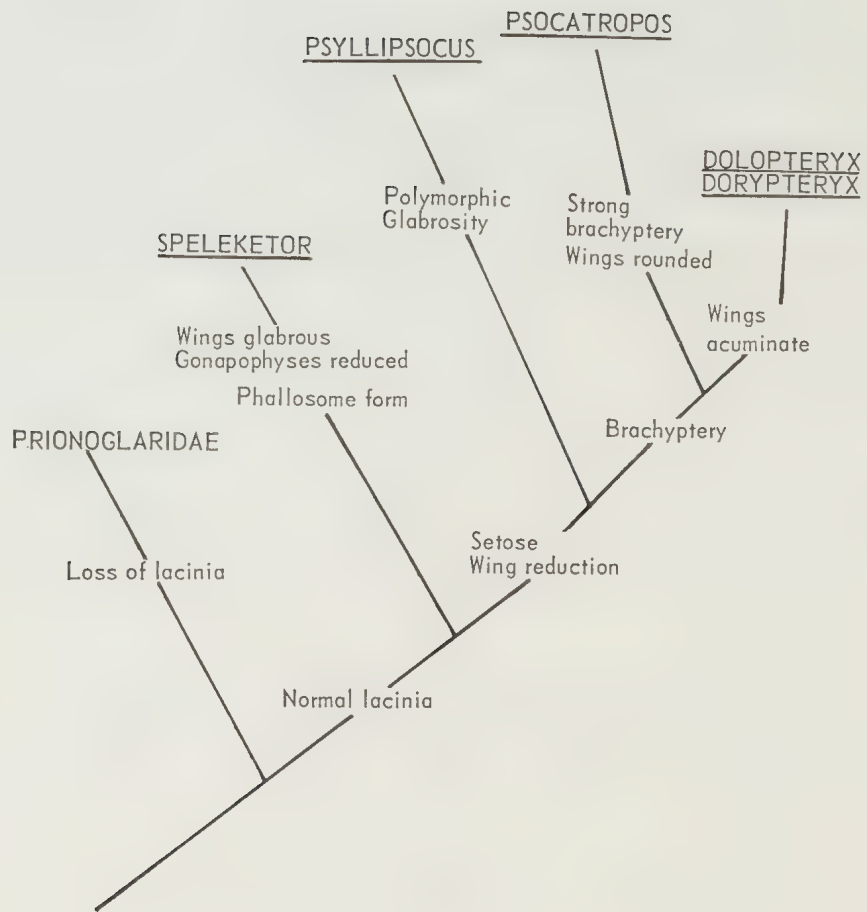 PSOCATROPOS
PSYLLIPSOCUS
DOLOPTERYX
DORYPTERYX
Polymorphic
Glabrosity
Strong
brachyptery
Wings rounded
SPELEKETOR
Wings
acuminate
Wings glabrous
Gonapophyses reduced
Phallosome form
Brachyptery
PRIONOGLARIDAE
Setose
Wing reduction
Loss of lacinia
Normal lacinia